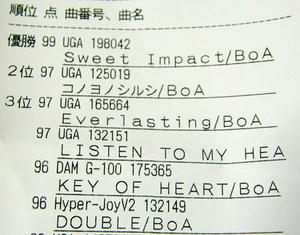 順位 点 曲番号、曲名
優勝 99 UGA 198042
Sweet Impact/BoA
2位 97 UGA 125019
コノヨノシルシ/BoA
3位 97 UGA 165664
Everlasting/BoA
97 UGA 132151
LISTEN TO MY HEA
96 DAM G-100 175365
KEY OF HEART/BoA
96 Hyper-JoyV2 132149
DOUBLE/BoA